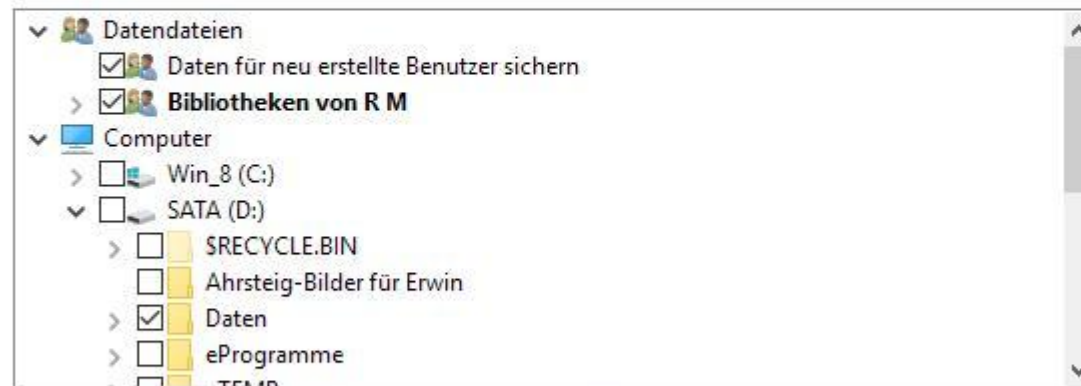 Datendateien
Daten für neu erstellte Benutzer sichern
Bibliotheken von R M
Computer
Win_8 (C:)
SATA (D:)
$RECYCLE.BIN
Ahrsteig-Bilder für Erwin
Daten
eProgramme